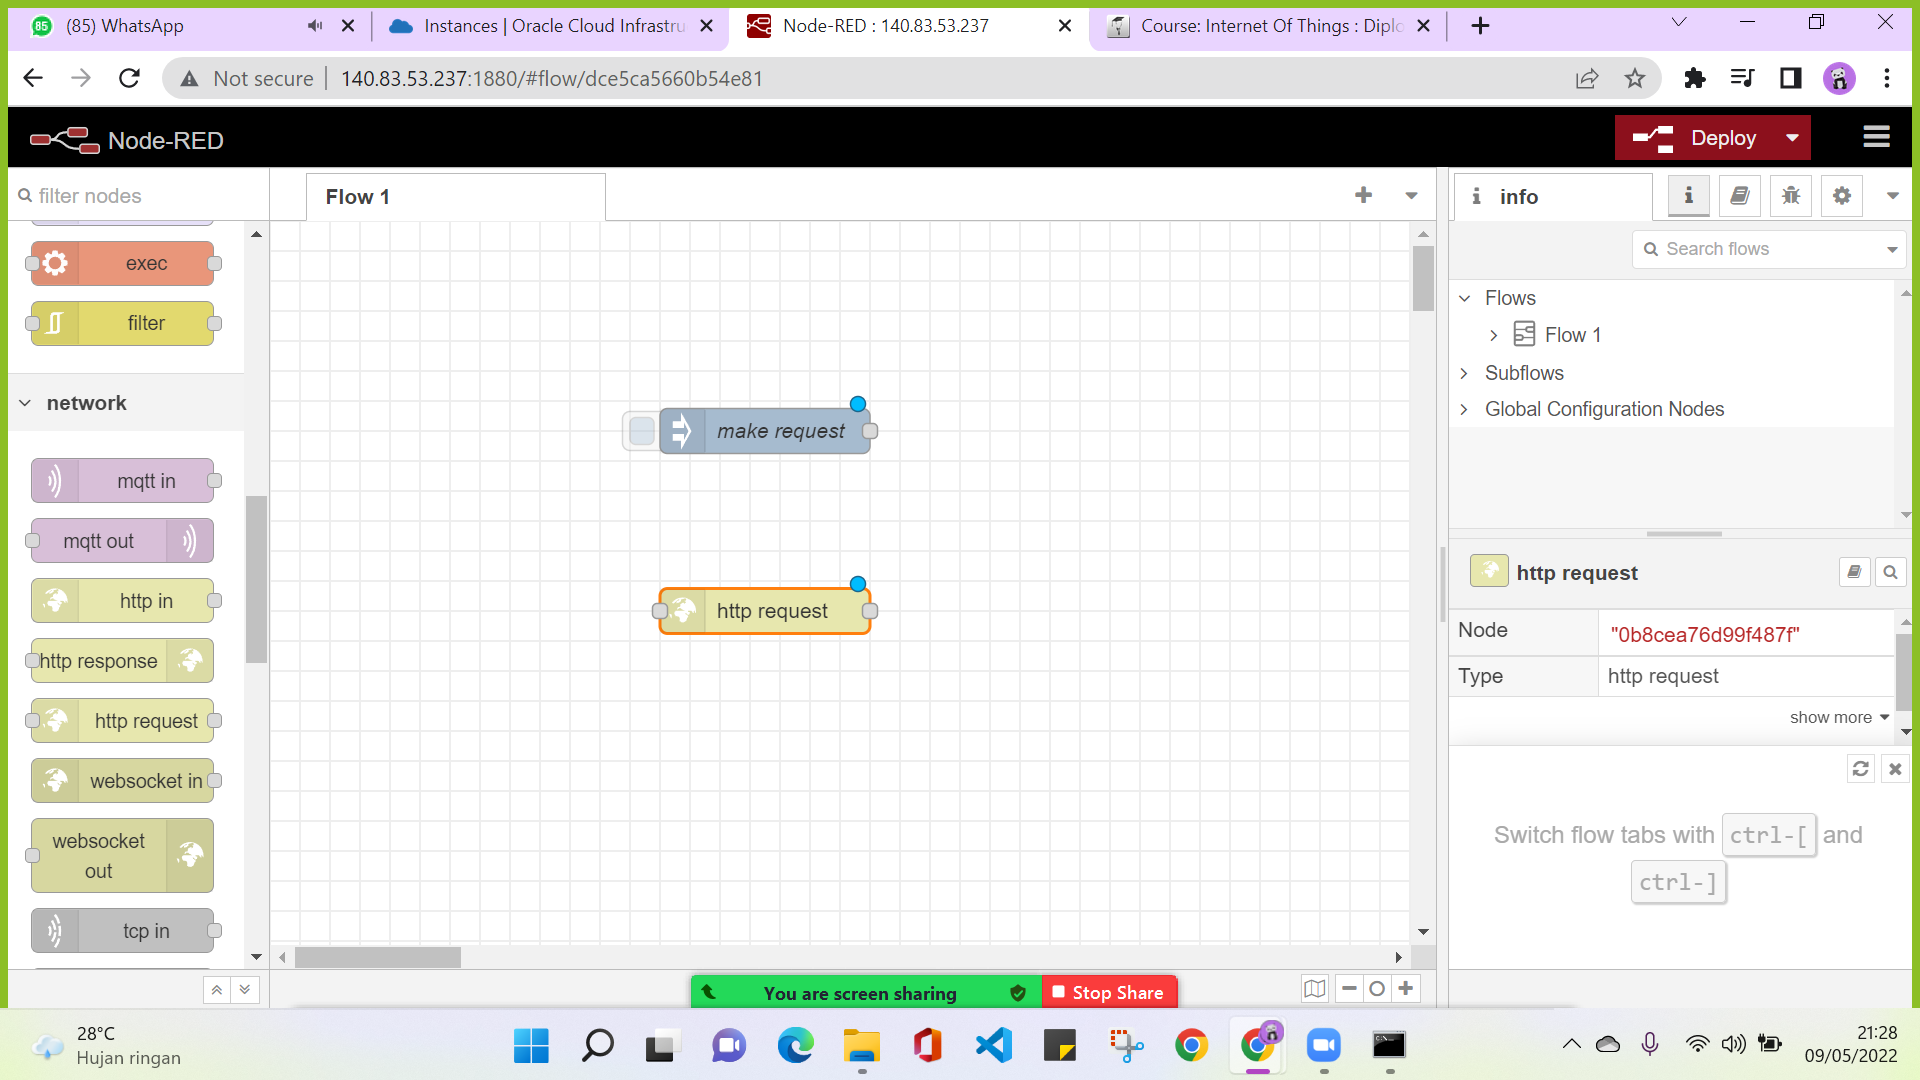 (85) WhatsApp
Instances | Oracle Cloud Infrastru
Node-RED : 140.83.53.237
Course: Internet Of Things : Diplo
Not secure
140.83.53.237:1880/#flow/dce5ca5660b54e81
Node-RED
Deploy
filter nodes
Flow 1
info
Search flows
exec
filter
network
mqtt in
mqtt out
http in
http response
http request
websocket in
websocket
out
tcp in
make request
http request
Flows
Flow 1
Subflows
Global Configuration Nodes
http request
Node
"0b8cea76d99f487f"
Type
http request
show more
Switch flow tabs with ctrl-[ and
ctrl-]
You are screen sharing
Stop Share
28°C
Hujan ringan
21:28
09/05/2022